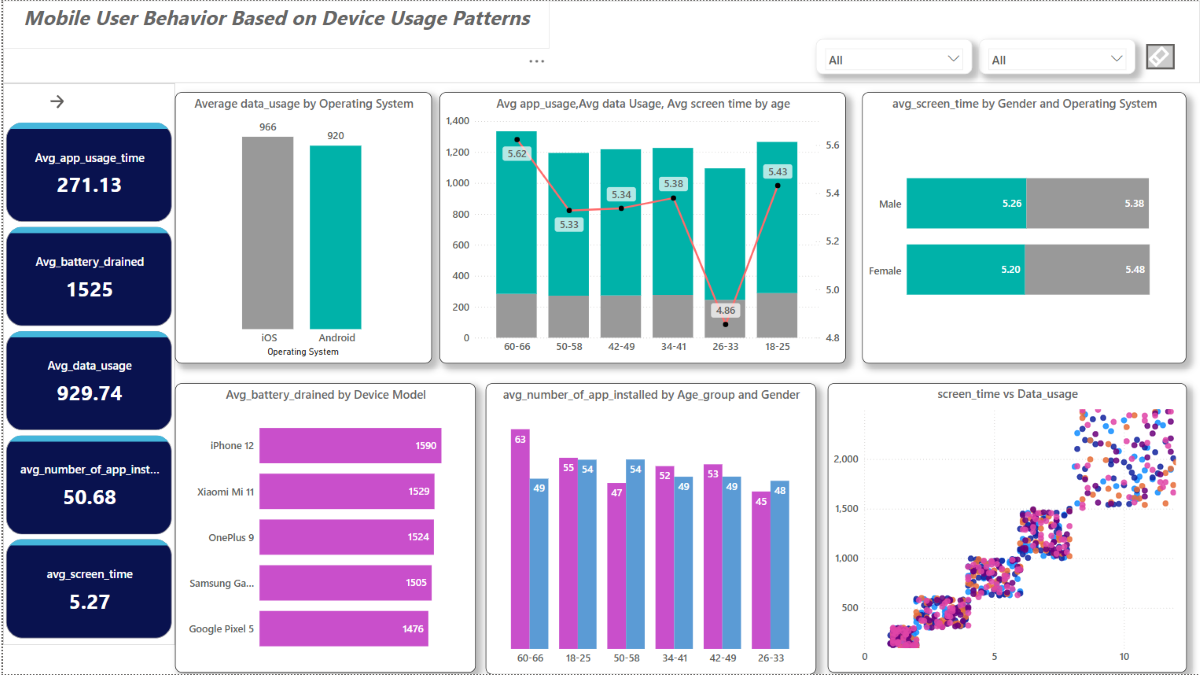 Mobile User Behavior Based on Device Usage Patterns
...
All
All
Avg_app_usage_time
271.13
Avg_battery_drained
1525
Avg_data_usage
929.74
avg_number_of_app_inst...
50.68
avg_screen_time
5.27
Average data_usage by Operating System
966
920
iOS
Android
Operating System
Avg app_usage,Avg data Usage, Avg screen time by age
1,400
1,200
1,000
800
600
400
200
0
5.6
5.4
5.2
5.0
4.8
5.62
5.33
5.34
5.38
4.86
5.43
60-66
50-58
42-49
34-41
26-33
18-25
avg_screen_time by Gender and Operating System
Male
5.26
5.38
Female
5.20
5.48
Avg_battery_drained by Device Model
iPhone 12
1590
Xiaomi Mi 11
1529
OnePlus 9
1524
Samsung Ga...
1505
Google Pixel 5
1476
avg_number_of_app_installed by Age_group and Gender
63
49
55
54
47
54
52
49
53
49
45
48
60-66
18-25
50-58
34-41
42-49
26-33
screen_time vs Data_usage
2,000
1,500
1,000
500
0
5
10